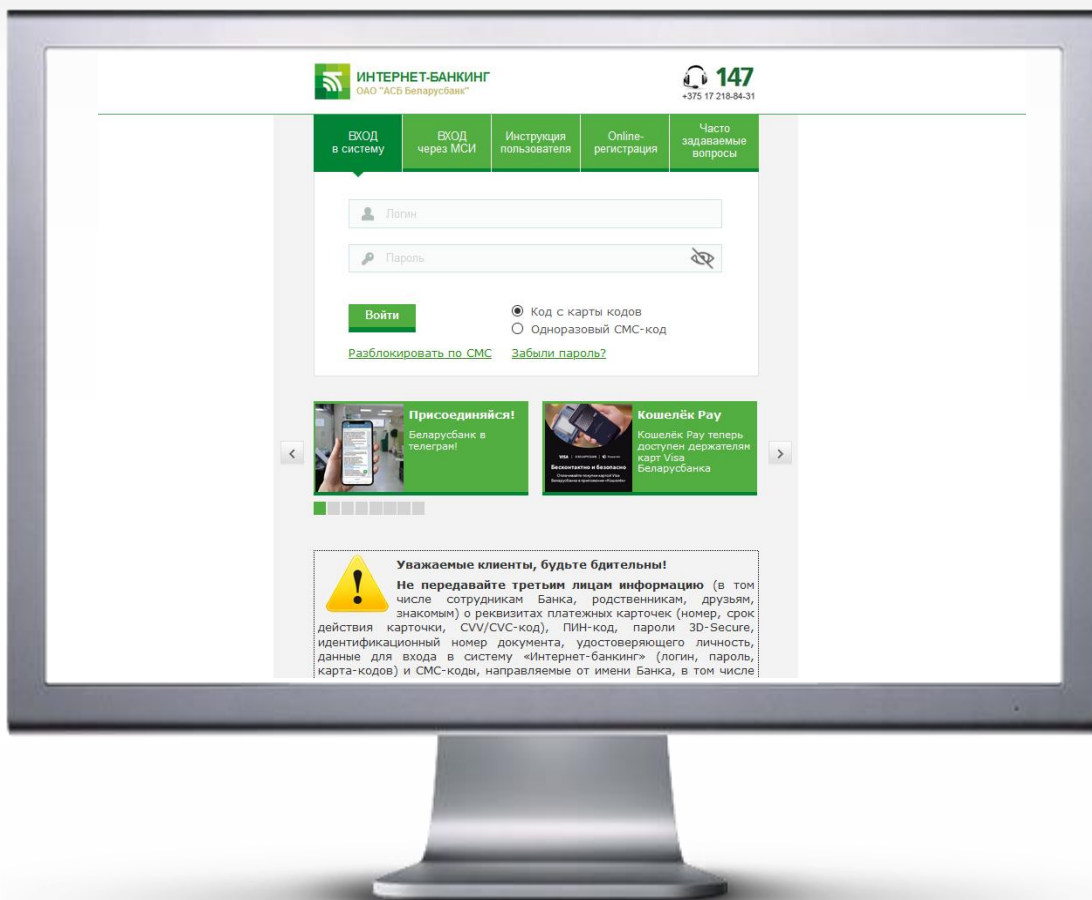 ИНТЕРНЕТ-БАНКИНГ
ОАО "АСБ Беларусбанк"
147
+375 17 218-84-31
ВХОД
в систему
ВХОД
через МСИ
Инструкция
пользователя
Online-
регистрация
Часто
задаваемые
вопросы
Логин
Пароль
Войти
Код с карты кодов
Одноразовый СМС-код
Разблокировать по СМС
Забыли пароль?
Присоединяйся!
Беларусбанк в
телеграм!
VISA
Бесконтактно и безопасно
Кошелёк Pay
Кошелёк Pay теперь
доступен держателям
карт Visa
Беларусбанка
Уважаемые клиенты, будьте бдительны!
Не передавайте третьим лицам информацию (в том
числе сотрудникам Банка, родственникам, друзьям,
знакомым) о реквизитах платежных карточек (номер, срок
действия карточки, CVV/CVC-код), ПИН-код, пароли 3D-Secure,
идентификационный номер документа, удостоверяющего личность,
данные для входа в систему «Интернет-банкинг» (логин, пароль,
карта-кодов) и СМС-коды, направляемые от имени Банка, в том числе